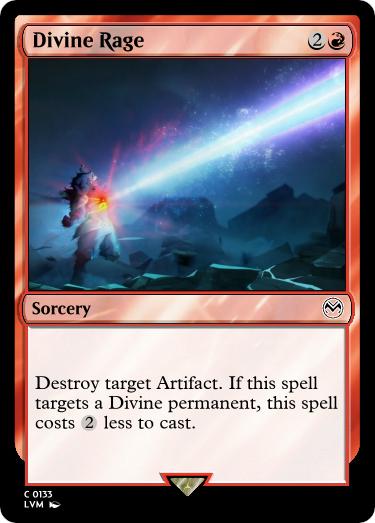 Divine Rage 2
Sorcery
Destroy target Artifact. If this spell
targets a Divine permanent, this spell
costs 2 less to cast.
C 0133
LVM